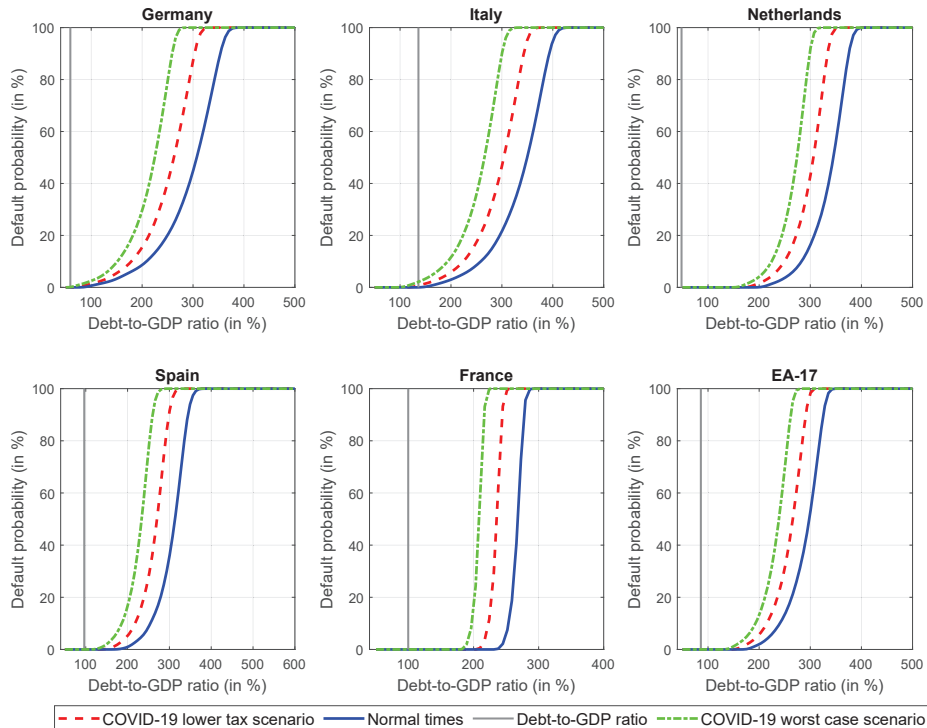 Germany
Italy
Netherlands
Default probability (in %)
100
80
60
40
20
0
100 200 300 400 500
Debt-to-GDP ratio (in %)
Default probability (in %)
100
80
60
40
20
0
100 200 300 400 500
Debt-to-GDP ratio (in %)
Default probability (in %)
100
80
60
40
20
0
100 200 300 400 500
Debt-to-GDP ratio (in %)
Spain
France
EA-17
Default probability (in %)
100
80
60
40
20
0
100 200 300 400 500 600
Debt-to-GDP ratio (in %)
Default probability (in %)
100
80
60
40
20
0
100 200 300 400
Debt-to-GDP ratio (in %)
Default probability (in %)
100
80
60
40
20
0
100 200 300 400 500
Debt-to-GDP ratio (in %)
COVID-19 lower tax scenario Normal times Debt-to-GDP ratio COVID-19 worst case scenario